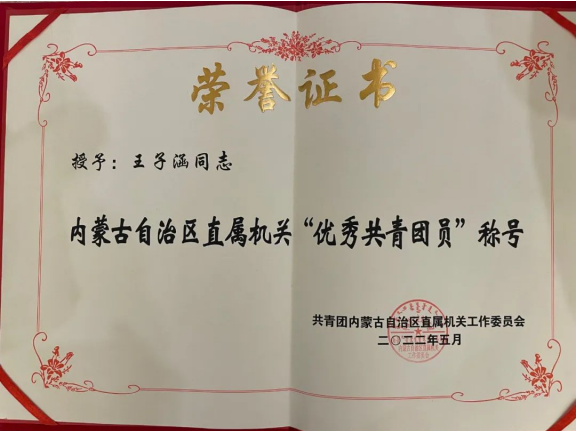 荣誉证书
授予：王子涵同志
内蒙古自治区直属机关“优秀共青团员”称号
共青团内蒙古自治区直属机关工作委员会
二〇二二年五月